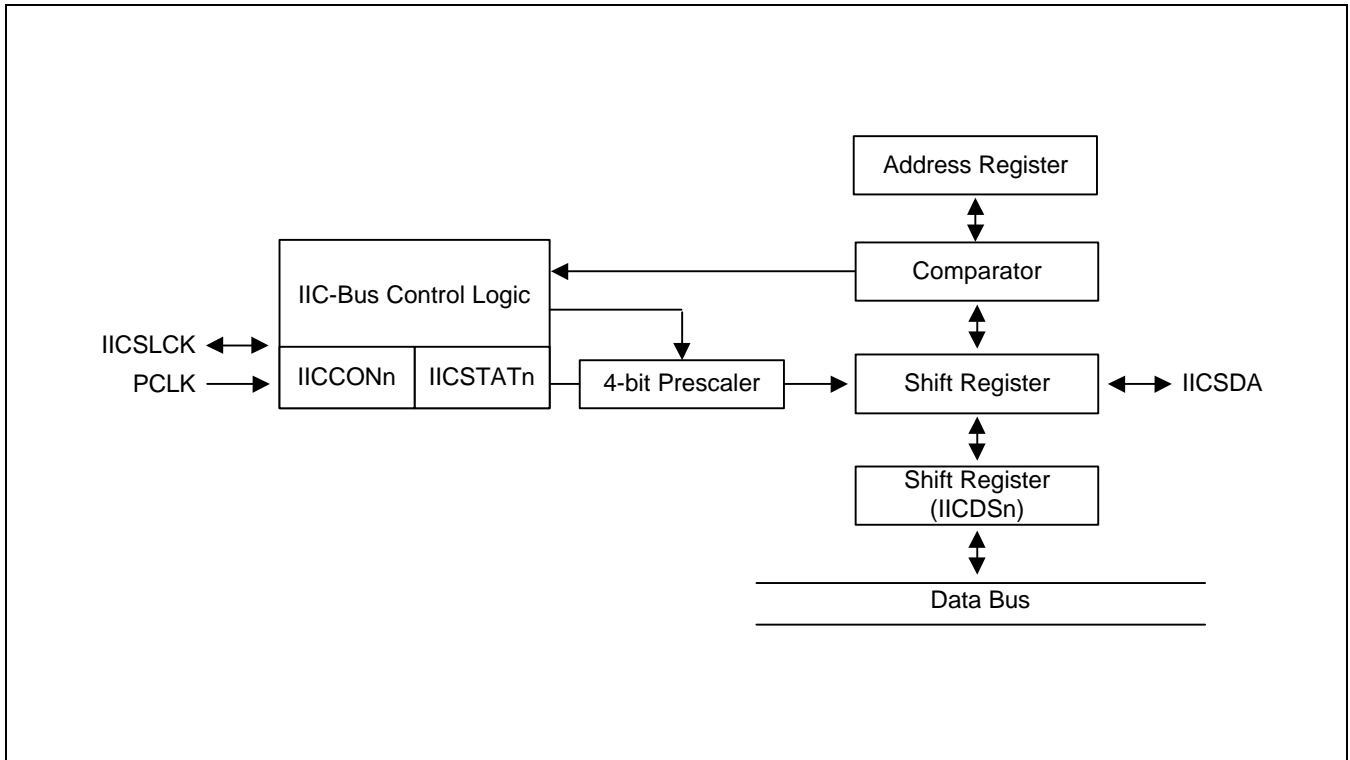 Address Register
Comparator
IIC-Bus Control Logic
IICSLCK
PCLK
IICCONn
IICSTATn
4-bit Prescaler
Shift Register
IICSDA
Shift Register
(IICDSn)
Data Bus